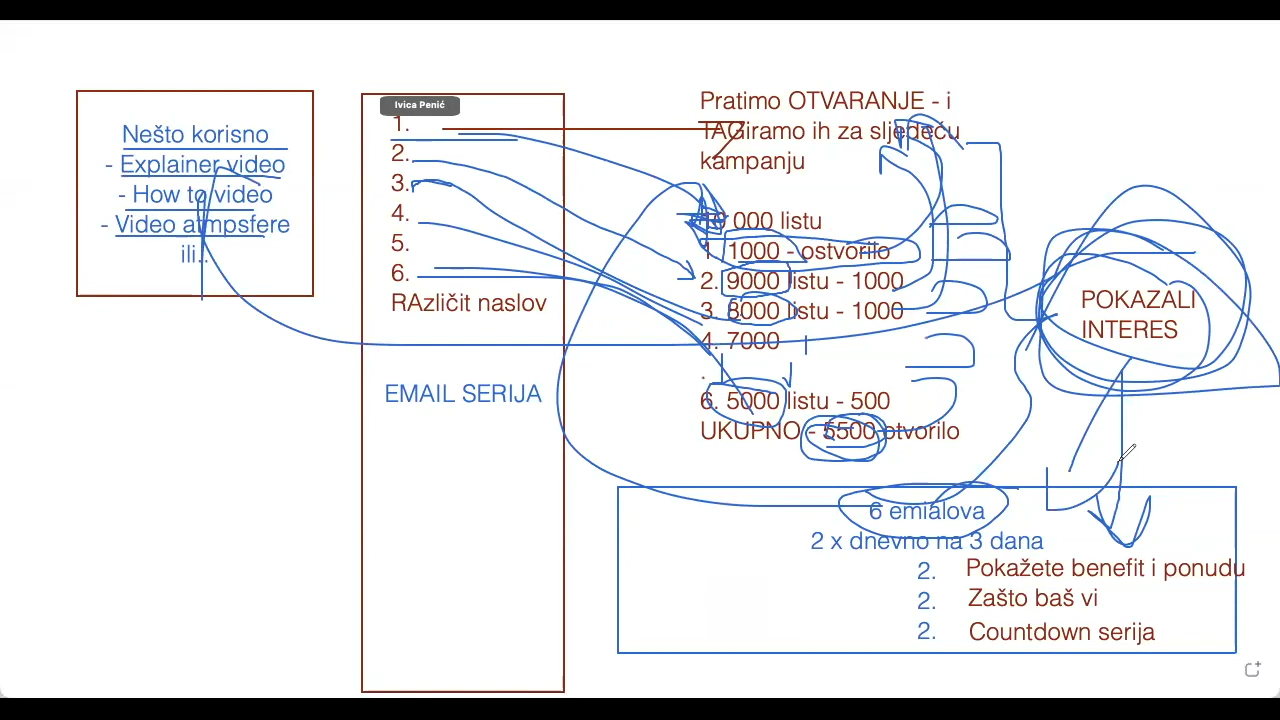 Nešto korisno
- Explainer video
- How to video
- Video atmpsfere
ili..
Ivica Penić
1.
2.
3.
4.
5.
6.
RAzličit naslov
EMAIL SERIJA
Pratimo OTVARANJE - i
TAGiramo ih za sljedeću
kampanju
000 listu
1. 1000 - ostvorilo
2. 9000 listu - 1000
3. 8000 listu - 1000
4. 7000
.
6. 5000 listu - 500
UKUPNO - 5500 otvorilo
POKAZALI
INTERES
6 emialova
2 x dnevno na 3 dana
2. Pokažete benefit i ponudu
2. Zašto baš vi
2. Countdown serija